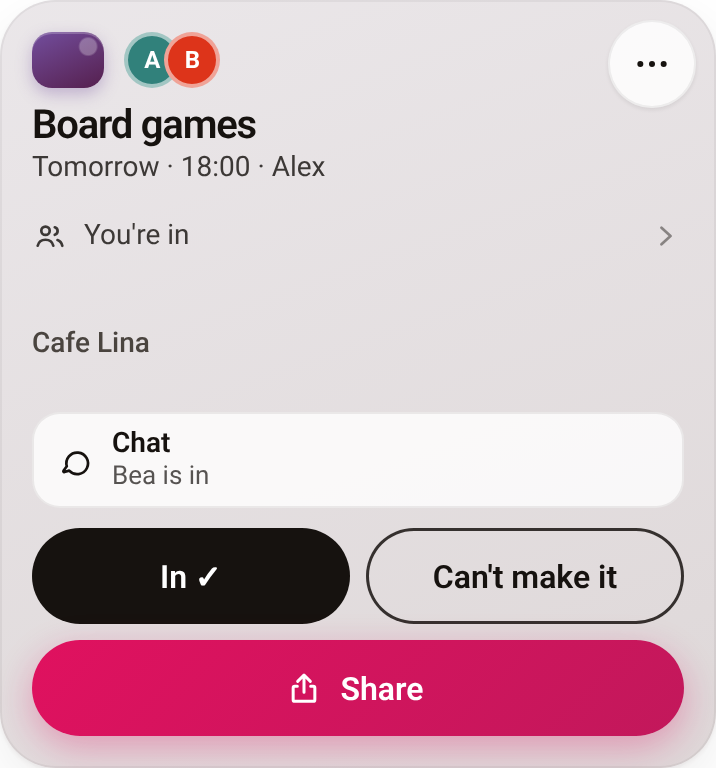 A B
Board games
Tomorrow · 18:00 · Alex
You're in
Cafe Lina
Chat
Bea is in
In ✓
Can't make it
Share